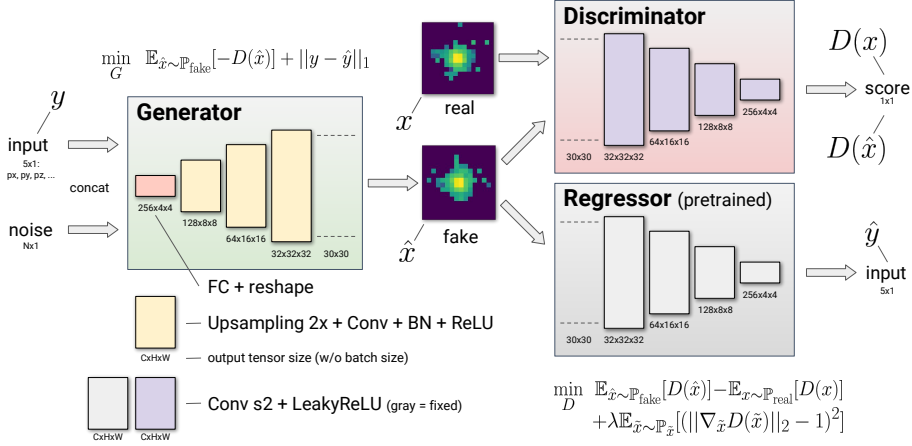 min_G 𝔼_{x̂∼ℙ_fake}[−D(x̂)] + ||y − ŷ||_1
y
input
5x1:
px, py, pz, ...
concat
noise
Nx1
Generator
256x4x4
128x8x8
64x16x16
32x32x32
30x30
x
real
x̂
fake
Discriminator
30x30
32x32x32
64x16x16
128x8x8
256x4x4
D(x)
score
1x1
D(x̂)
Regressor (pretrained)
30x30
32x32x32
64x16x16
128x8x8
256x4x4
ŷ
input
5x1
FC + reshape
Upsampling 2x + Conv + BN + ReLU
CxHxW
output tensor size (w/o batch size)
Conv s2 + LeakyReLU (gray = fixed)
CxHxW CxHxW
min_D 𝔼_{x̂∼ℙ_fake}[D(x̂)] − 𝔼_{x∼ℙ_real}[D(x)]
+λ𝔼_{x̃∼ℙ_x̃}[(||∇_x̃ D(x̃)||_2 − 1)²]